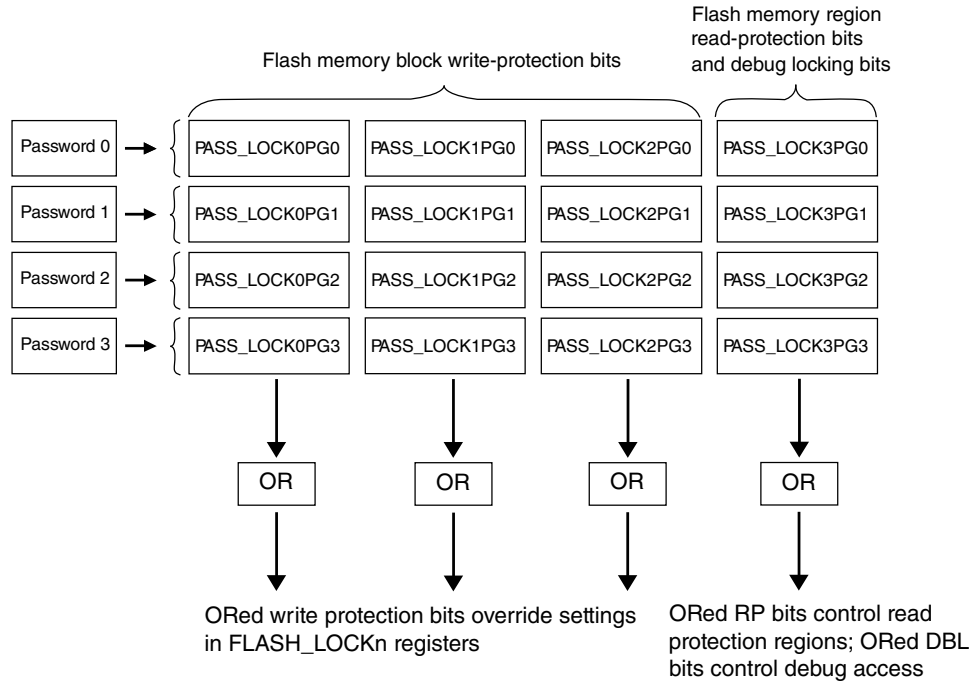 Flash memory region
read-protection bits
and debug locking bits
Flash memory block write-protection bits
Password 0
PASS_LOCK0PG0
PASS_LOCK1PG0
PASS_LOCK2PG0
PASS_LOCK3PG0
Password 1
PASS_LOCK0PG1
PASS_LOCK1PG1
PASS_LOCK2PG1
PASS_LOCK3PG1
Password 2
PASS_LOCK0PG2
PASS_LOCK1PG2
PASS_LOCK2PG2
PASS_LOCK3PG2
Password 3
PASS_LOCK0PG3
PASS_LOCK1PG3
PASS_LOCK2PG3
PASS_LOCK3PG3
OR
OR
OR
OR
ORed write protection bits override settings
in FLASH_LOCKn registers
ORed RP bits control read
protection regions; ORed DBL
bits control debug access